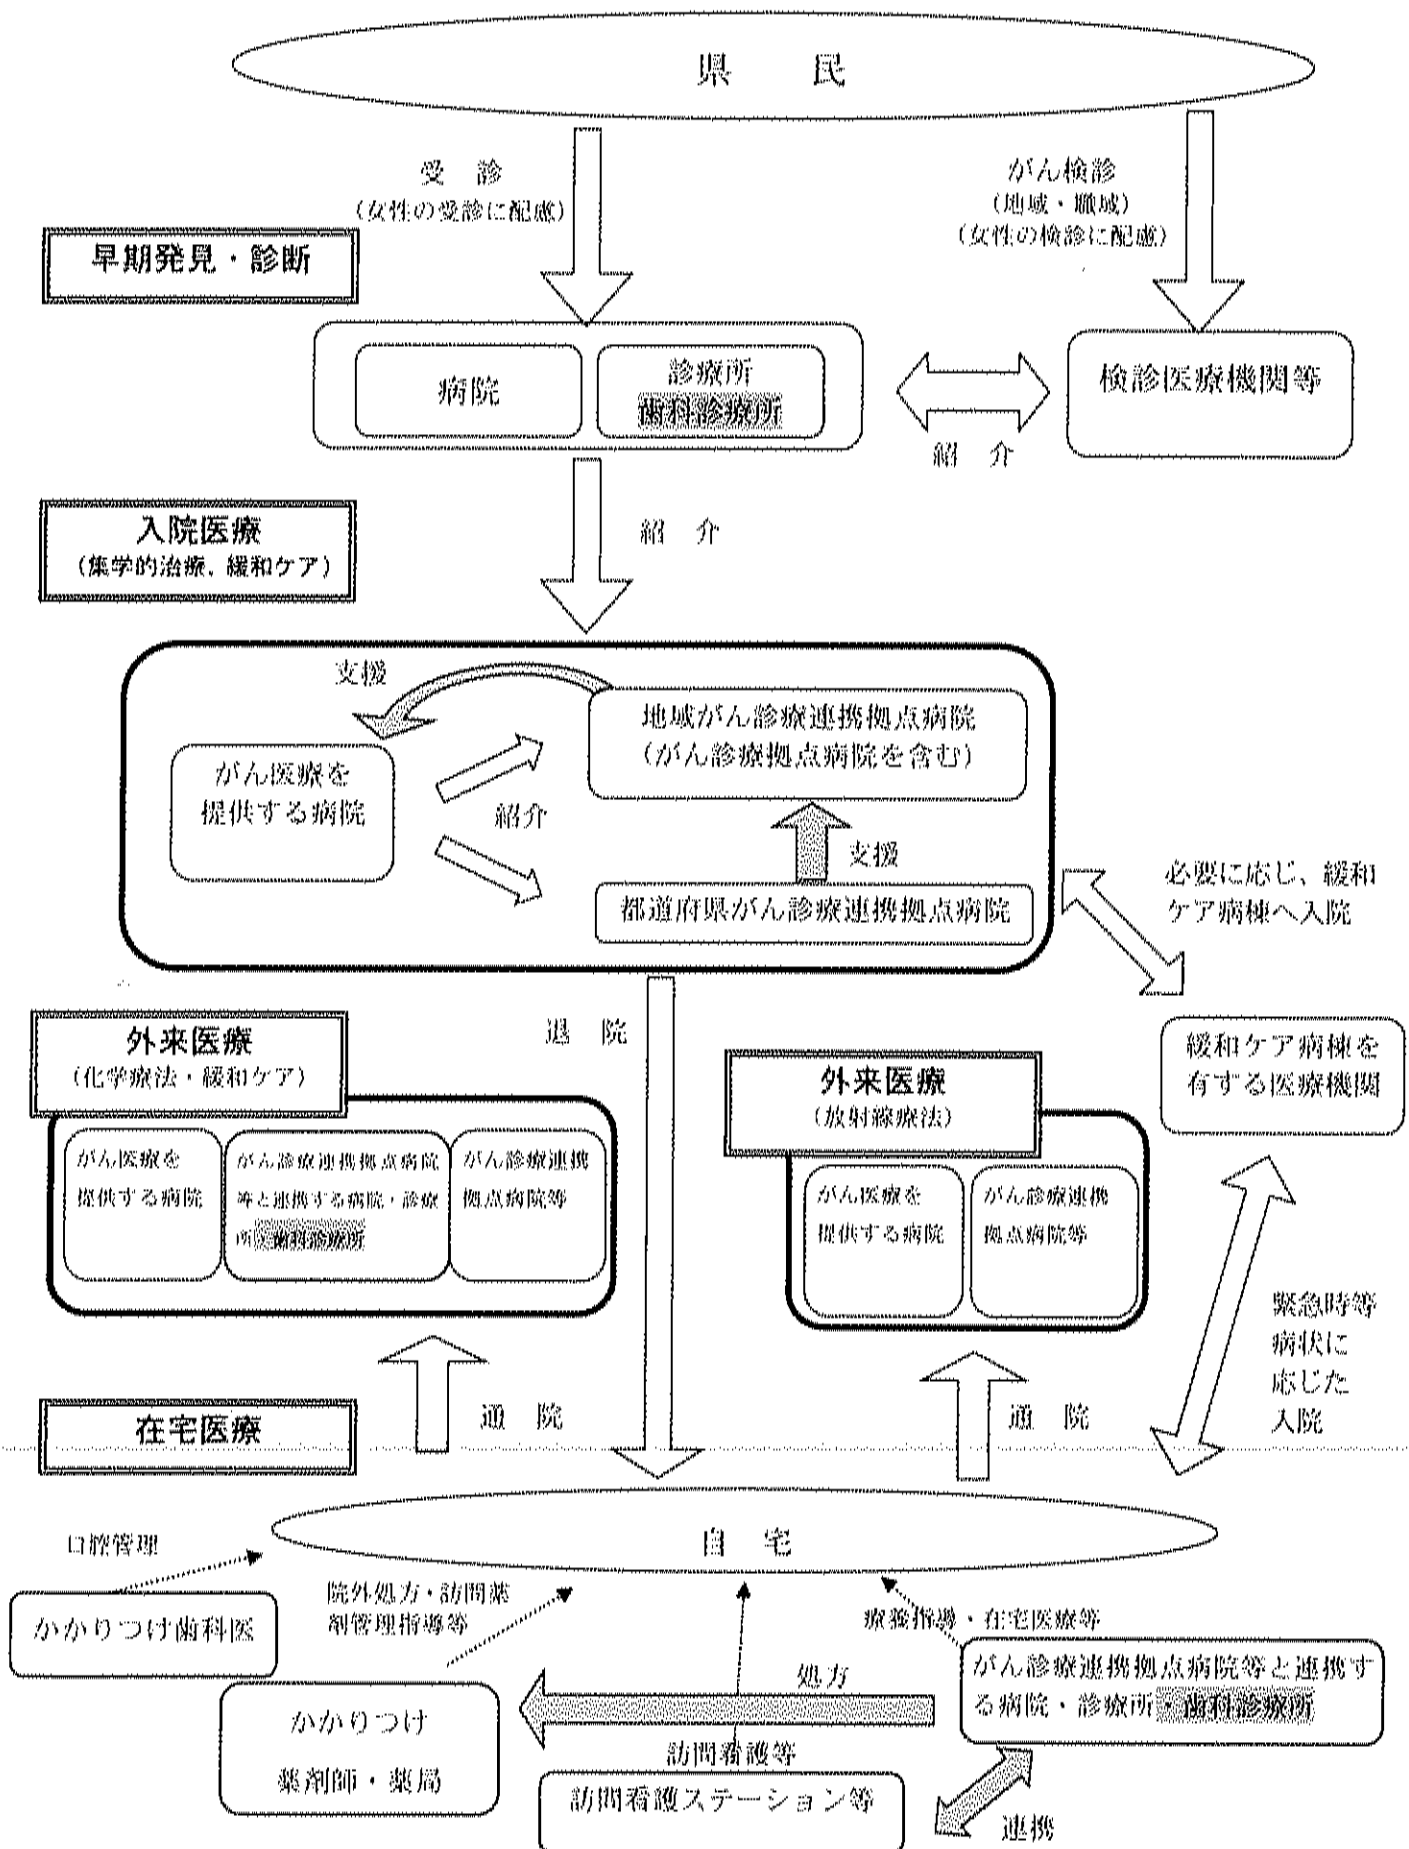 県　民
受　診
(女性の受診に配慮)
がん検診
(地域・職域)
(女性の検診に配慮)
早期発見・診断
病院
診療所
歯科診療所
検診医療機関等
紹　介
入院医療
(集学的治療、緩和ケア)
紹　介
支援
地域がん診療連携拠点病院
(がん診療拠点病院を含む)
がん医療を
提供する病院
紹介
支援
都道府県がん診療連携拠点病院
必要に応じ、緩和
ケア病棟へ入院
外来医療
(化学療法・緩和ケア)
退　院
外来医療
(放射線療法)
緩和ケア病棟を
有する医療機関
がん医療を
提供する病院
がん診療連携拠点病院
等と連携する病院・診療
所・歯科診療所
がん診療連携
拠点病院等
がん医療を
提供する病院
がん診療連携
拠点病院等
緊急時等
病状に
応じた
入院
通　院
通　院
在宅医療
自　宅
口腔管理
かかりつけ歯科医
院外処方・訪問薬
剤管理指導等
療養指導・在宅医療等
がん診療連携拠点病院等と連携す
る病院・診療所・歯科診療所
処方
かかりつけ
薬剤師・薬局
訪問看護等
訪問看護ステーション等
連携